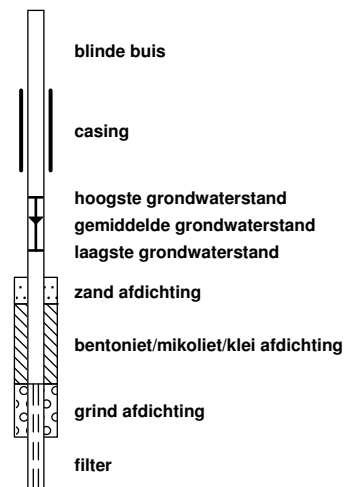 blinde buis
casing
hoogste grondwaterstand
gemiddelde grondwaterstand
laagste grondwaterstand
zand afdichting
bentoniet/mikoliet/klei afdichting
grind afdichting
filter